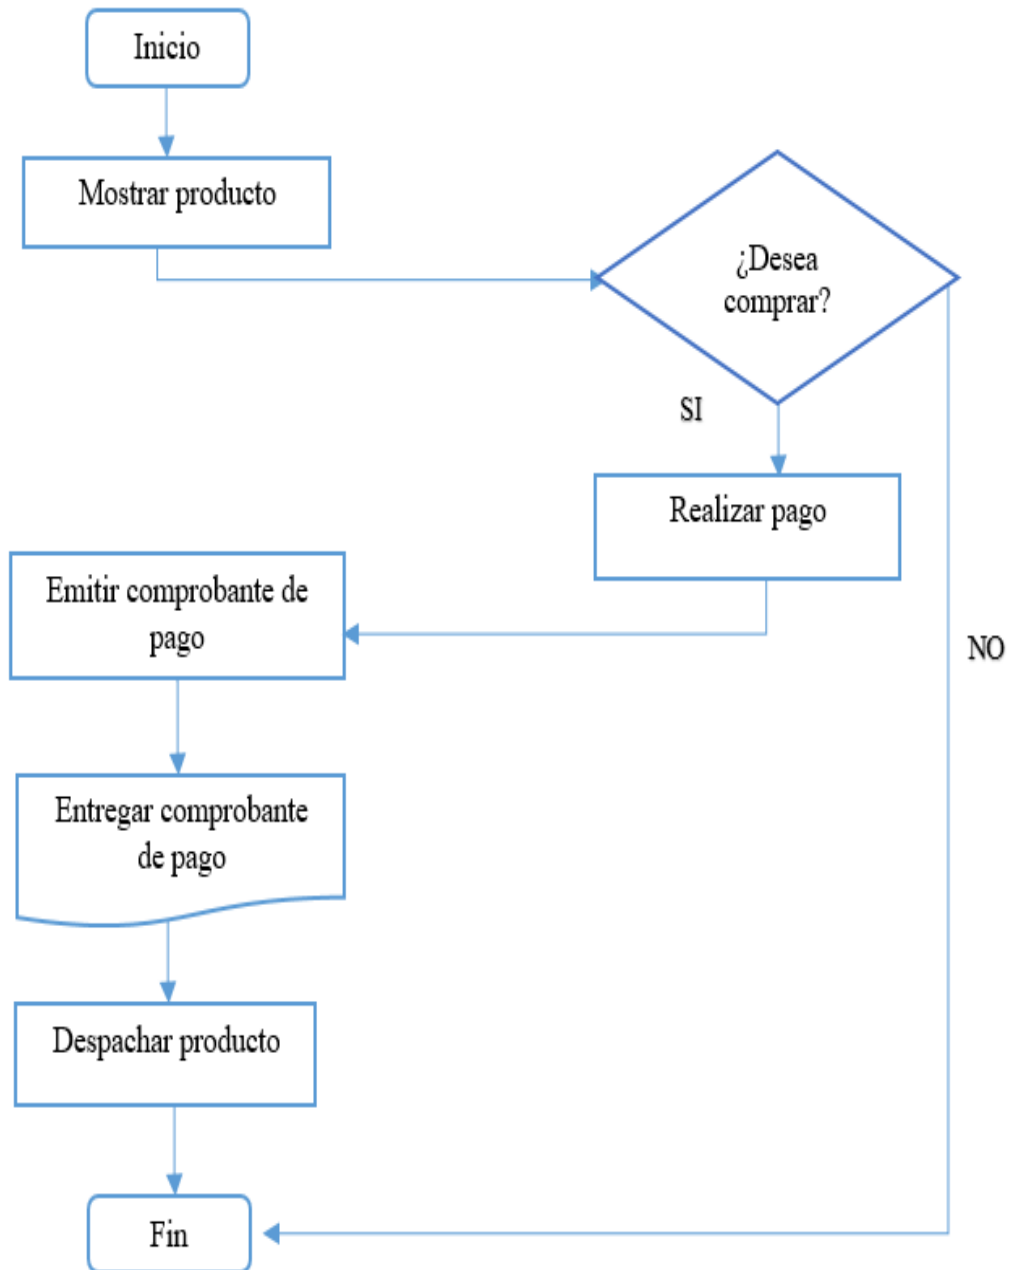 Inicio
Mostrar producto
¿Desea
comprar?
SI
Realizar pago
NO
Emitir comprobante de
pago
Entregar comprobante
de pago
Despachar producto
Fin